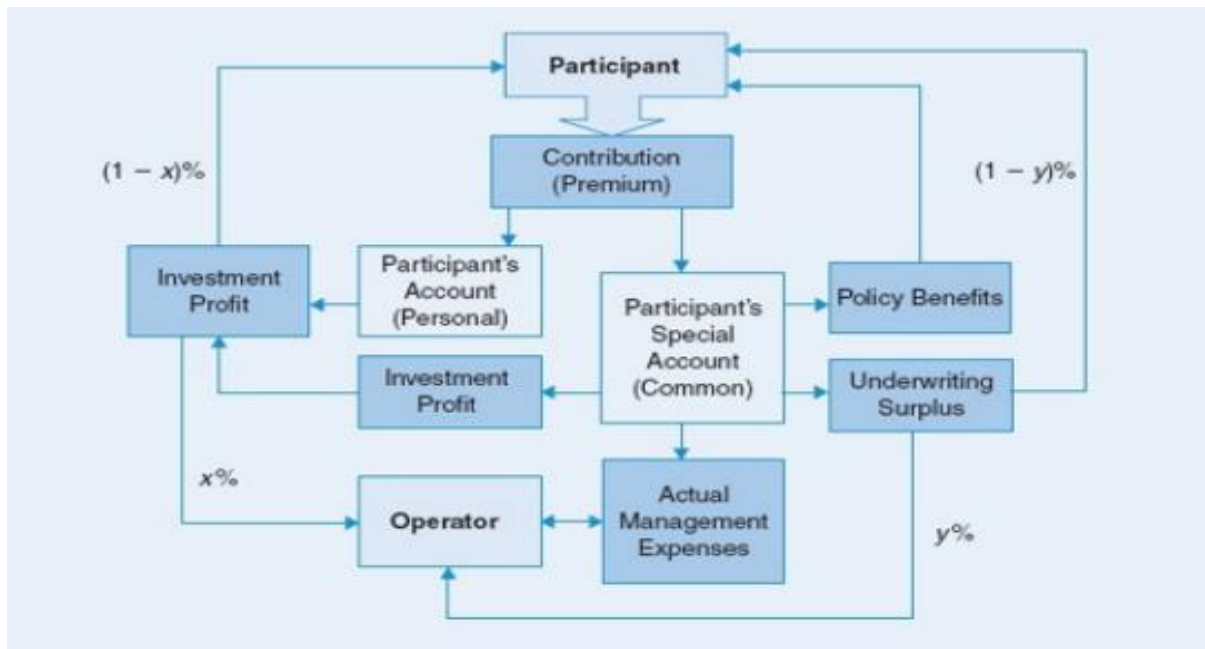 Participant
Contribution
(Premium)
(1 − x)%
(1 − y)%
Investment
Profit
Participant's
Account
(Personal)
Participant's
Special
Account
(Common)
Policy Benefits
Investment
Profit
Underwriting
Surplus
x%
Operator
Actual
Management
Expenses
y%